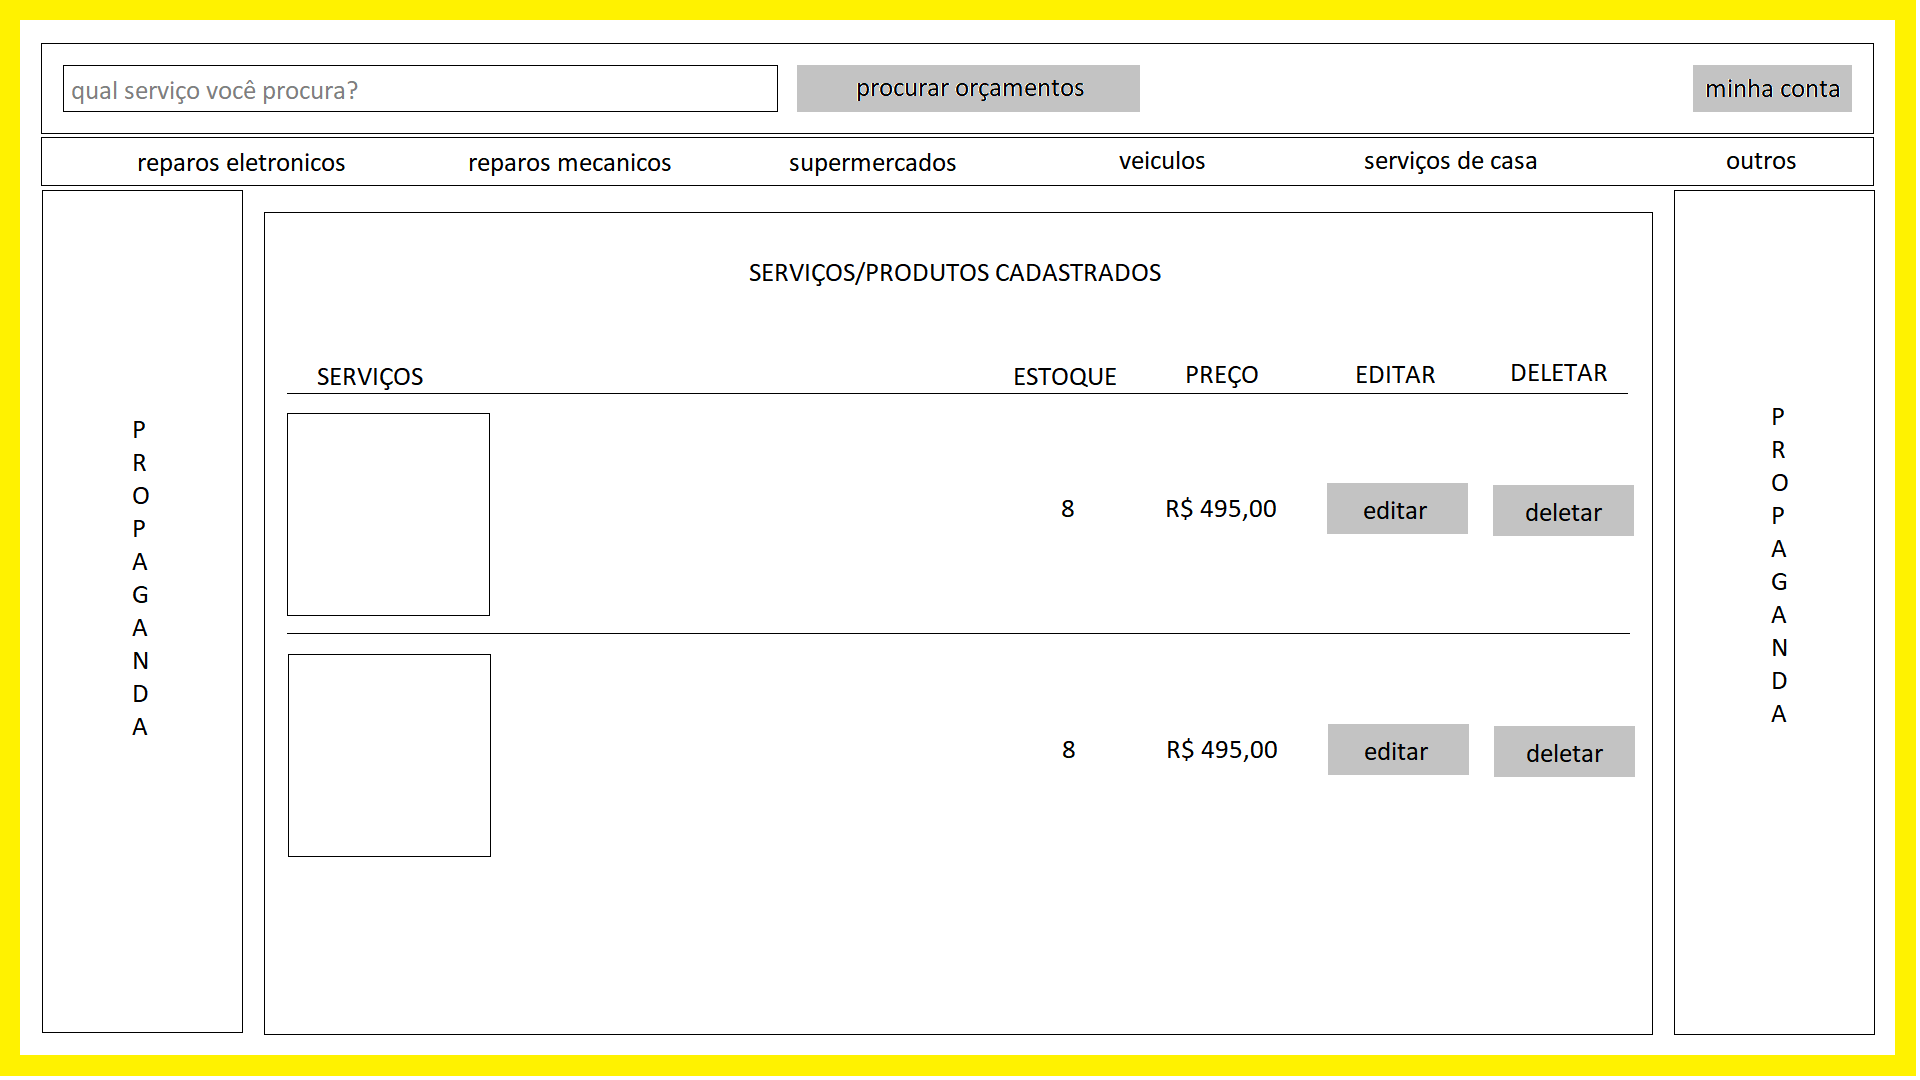 qual serviço você procura?
procurar orçamentos
minha conta
reparos eletronicos
reparos mecanicos
supermercados
veiculos
serviços de casa
outros
P
R
O
P
A
G
A
N
D
A
SERVIÇOS/PRODUTOS CADASTRADOS
SERVIÇOS
ESTOQUE
PREÇO
EDITAR
DELETAR
8
R$ 495,00
editar
deletar
8
R$ 495,00
editar
deletar
P
R
O
P
A
G
A
N
D
A